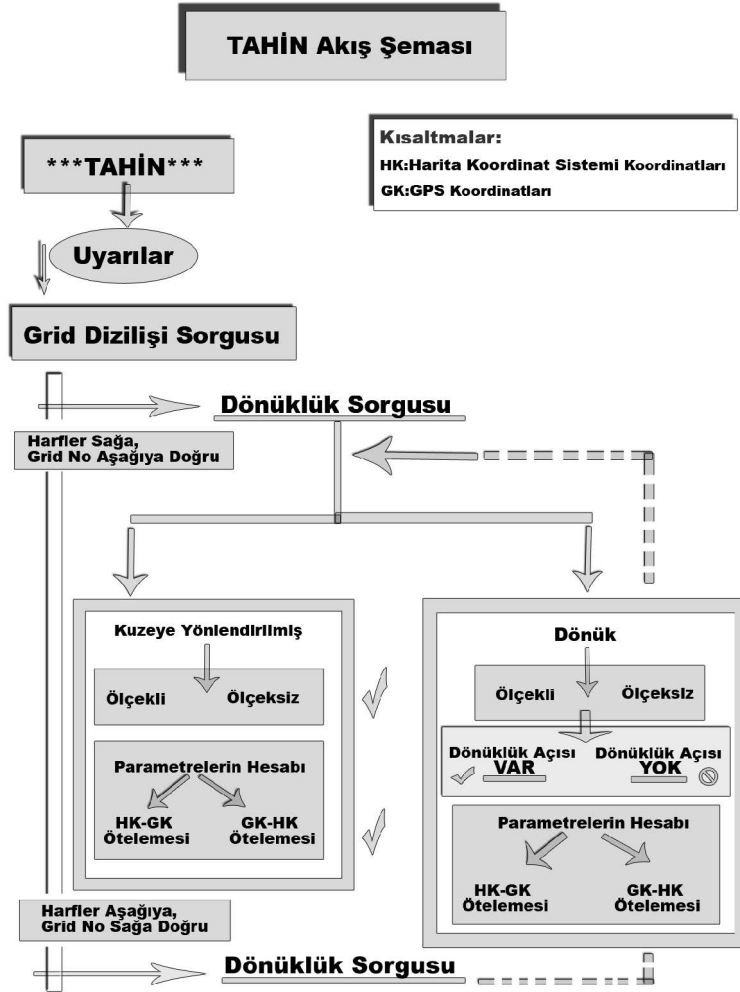 TAHİN Akış Şeması
Kısaltmalar:
HK:Harita Koordinat Sistemi Koordinatları
GK:GPS Koordinatları
***TAHİN***
Uyarılar
Grid Dizilişi Sorgusu
Dönüklük Sorgusu
Harfler Sağa,
Grid No Aşağıya Doğru
Kuzeye Yönlendirilmiş
Ölçekli Ölçeksiz
Parametrelerin Hesabı
HK-GK GK-HK
Ötelemesi Ötelemesi
Dönük
Ölçekli Ölçeksiz
Dönüklük Açısı Dönüklük Açısı
VAR YOK
Parametrelerin Hesabı
HK-GK GK-HK
Ötelemesi Ötelemesi
Harfler Aşağıya,
Grid No Sağa Doğru
Dönüklük Sorgusu